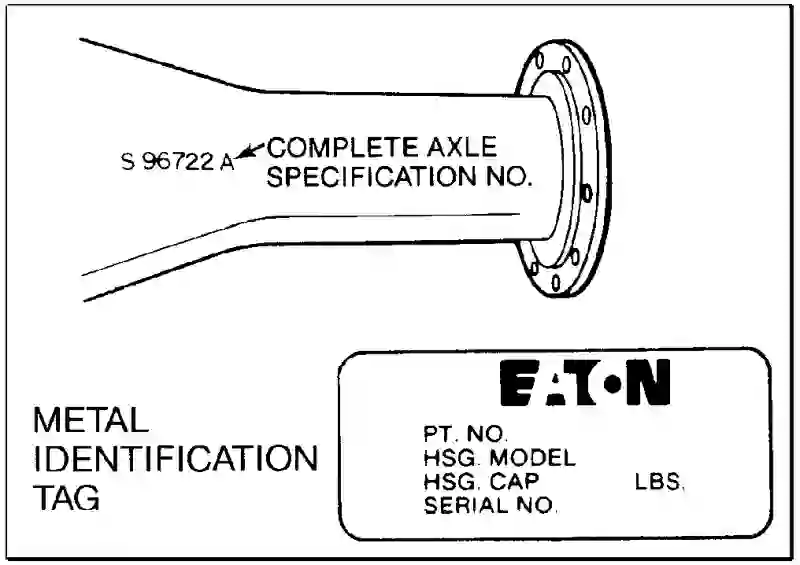 S 96722 A
COMPLETE AXLE
SPECIFICATION NO.
METAL
IDENTIFICATION
TAG
EATON
PT. NO.
HSG. MODEL
HSG. CAP LBS.
SERIAL NO.